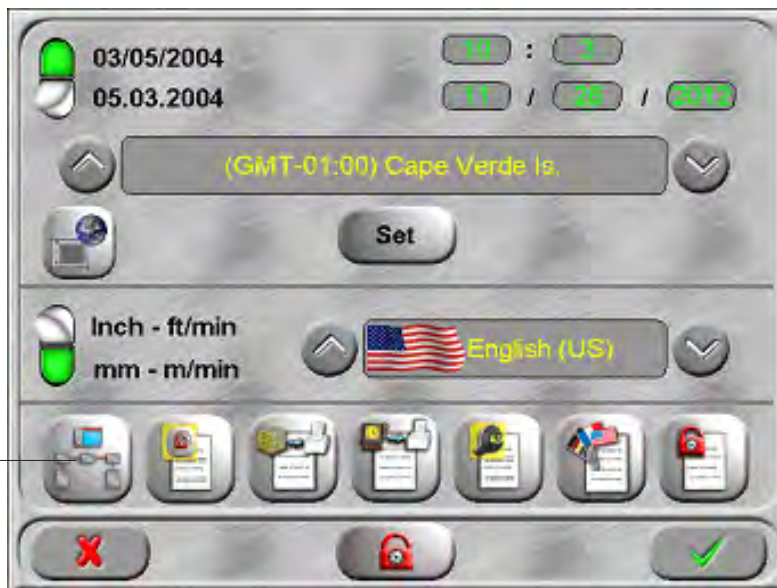 03/05/2004
10 : 3
05.03.2004
11 / 26 / 2012
(GMT-01:00) Cape Verde Is.
Set
Inch - ft/min
mm - m/min
English (US)